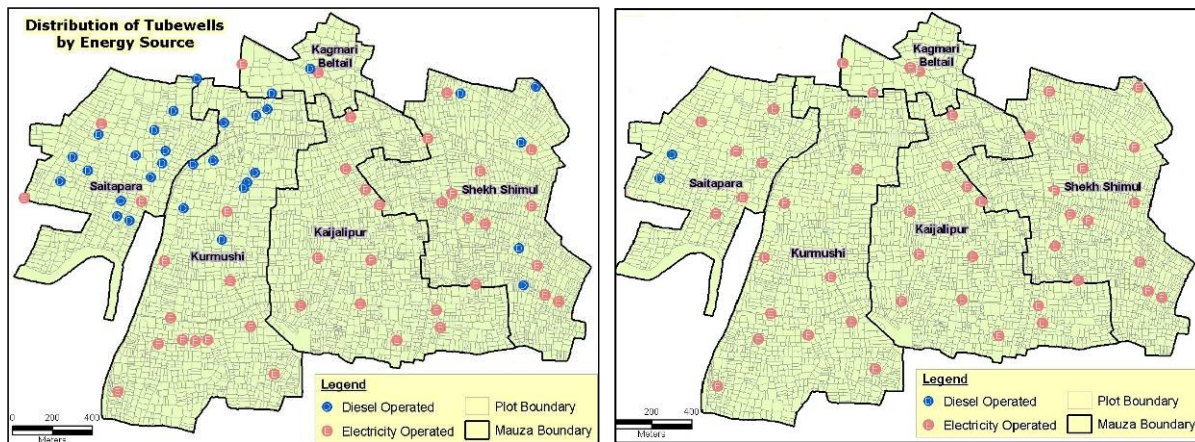 Distribution of Tubewells
by Energy Source
Kagmari
Beltail
Saitapara
Shekh Shimul
Kaijalipur
Kurmushi
Legend
Diesel Operated
Plot Boundary
Electricity Operated
Mauza Boundary
0 200 400
Meters
Kagmari
Beltail
Saitapara
Shekh Shimul
Kaijalipur
Kurmushi
Legend
Diesel Operated
Plot Boundary
Electricity Operated
Mauza Boundary
200 400
Meters